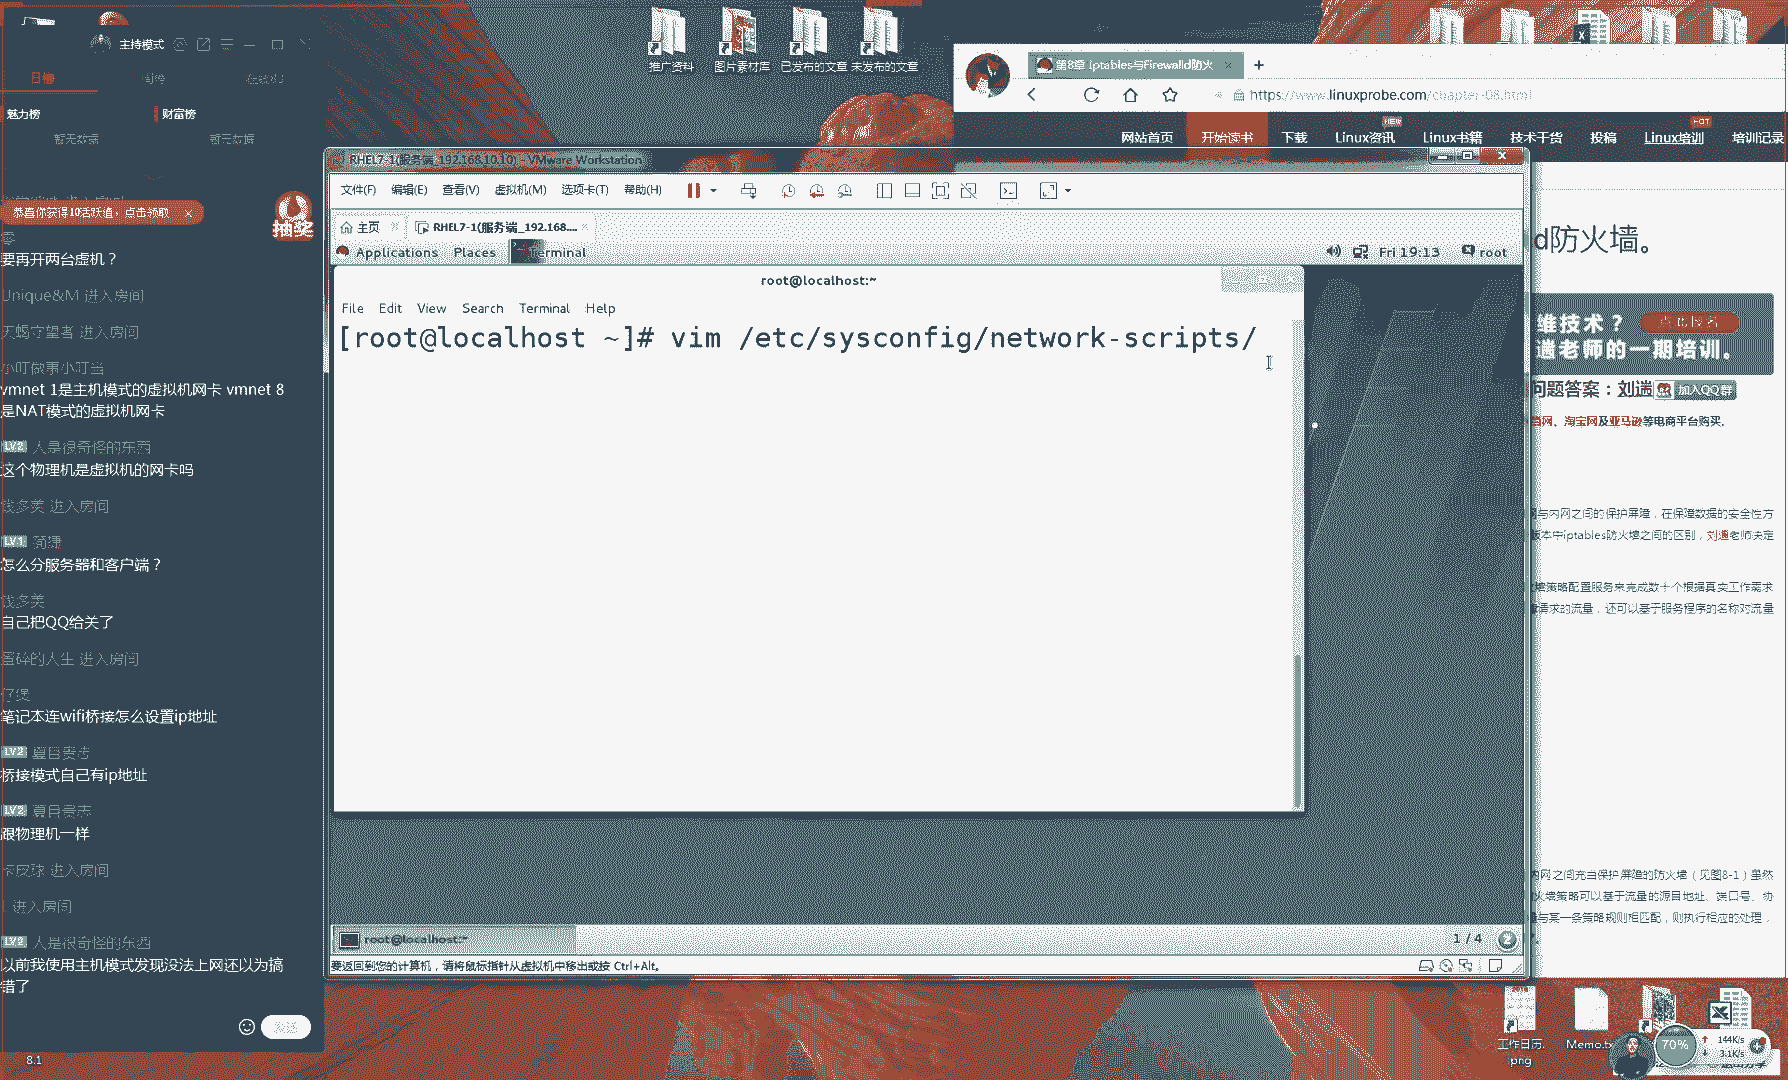 主持模式
日榜
魅力榜
财富榜
暂无数据
暂无数据
恭喜你获得10活跃值，点击领取
抽奖
要再开两台虚机？
Unique&M 进入房间
天蝎守望者 进入房间
小叮做事小叮当
vmnet 1是主机模式的虚拟机网卡 vmnet 8
是NAT模式的虚拟机网卡
LV2 人是很奇怪的东西
这个物理机是虚拟机的网卡吗
钱多美 进入房间
LV1 简捷
怎么分服务器和客户端？
钱多美
自己把QQ给关了
蛋碎的人生 进入房间
仔煲
笔记本连wifi桥接怎么设置ip地址
LV2 夏目贵志
桥接模式自己有ip地址
LV2 夏目贵志
跟物理机一样
卡皮球 进入房间
进入房间
LV2 人是很奇怪的东西
以前我使用主机模式发现没法上网还以为搞
错了
发送
8.1
推广资料
图片素材库
已发布的文章
未发布的文章
第8章 Iptables与Firewalld防火
https://www.linuxprobe.com/chapter-08.html
网站首页
开始读书
下载
Linux资讯
NEW
Linux书籍
技术干货
投稿
Linux培训
HOT
培训记录
RHEL7-1(服务端_192.168.10.10) - VMware Workstation
文件(F)
编辑(E)
查看(V)
虚拟机(M)
选项卡(T)
帮助(H)
主页
RHEL7-1(服务端_192.168....
Applications
Places
Terminal
Fri 19:13
root
root@localhost:~
File
Edit
View
Search
Terminal
Help
[root@localhost ~]# vim /etc/sysconfig/network-scripts/
root@localhost:~
1 / 4
2
要返回到您的计算机，请将鼠标指针从虚拟机中移出或按 Ctrl+Alt。
d防火墙。
维技术？
点此报名
遄老师的一期培训。
问题答案：刘遄
加入QQ群
网、淘宝网及亚马逊等电商平台购买。
与内网之间的保护屏障，在保障数据的安全性方
版本中iptables防火墙之间的区别，刘遄老师决定
策略配置服务来完成数十个根据真实工作需求
请求的流量，还可以基于服务程序的名称对流量
内网之间充当保护屏障的防火墙（见图8-1）虽然
火墙策略可以基于流量的源目地址、端口号、协
与某一条策略规则相匹配，则执行相应的处理，
工作日历.
png
Memo.tx
70%
144K/s
3.1K/s